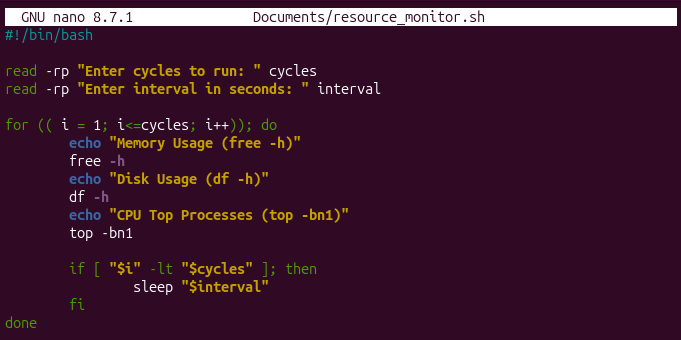 GNU nano 8.7.1 Documents/resource_monitor.sh
#!/bin/bash
read -rp "Enter cycles to run: " cycles
read -rp "Enter interval in seconds: " interval
for (( i = 1; i<=cycles; i++)); do
echo "Memory Usage (free -h)"
free -h
echo "Disk Usage (df -h)"
df -h
echo "CPU Top Processes (top -bn1)"
top -bn1
if [ "$i" -lt "$cycles" ]; then
sleep "$interval"
fi
done